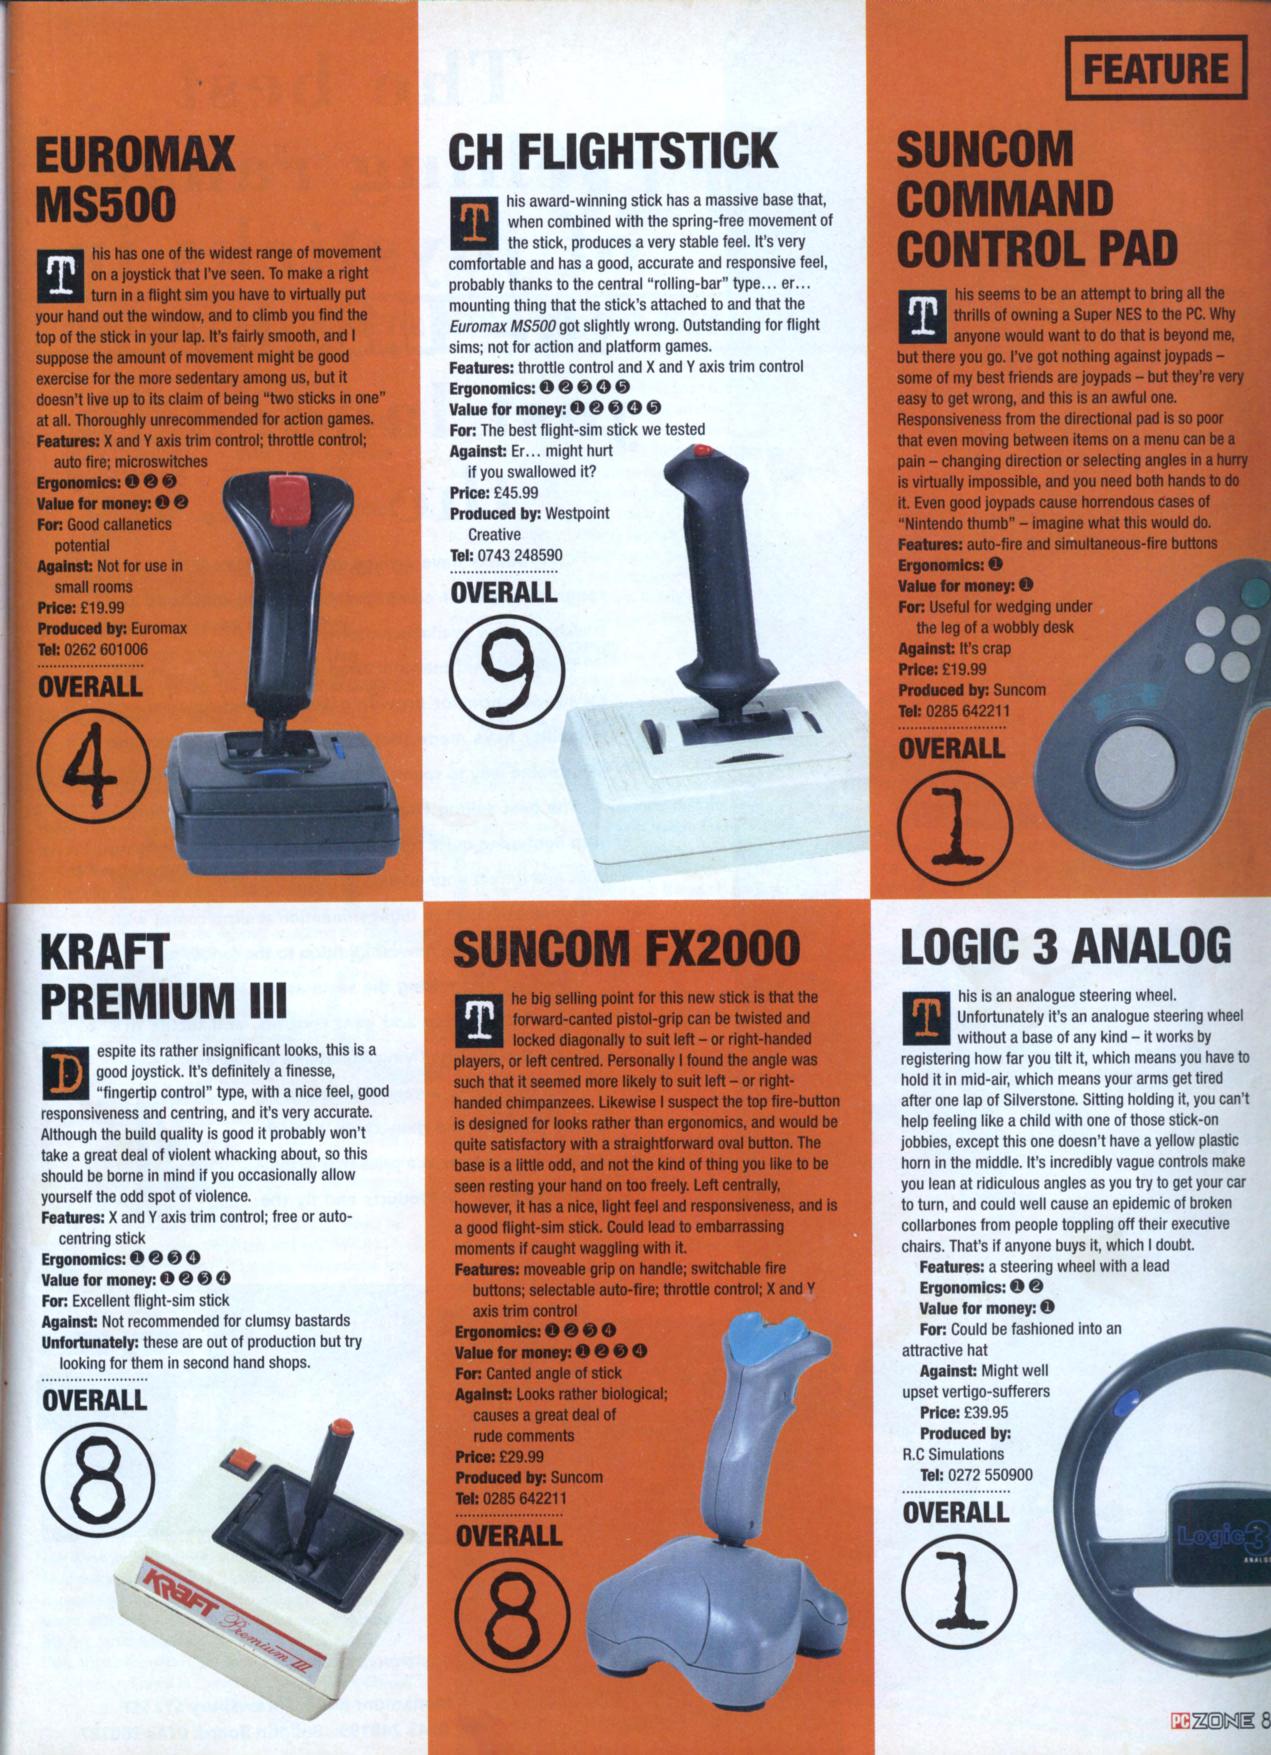 FEATURE
EUROMAX
MS500
This has one of the widest range of movement
on a joystick that I've seen. To make a right
turn in a flight sim you have to virtually put
your hand out the window, and to climb you find the
top of the stick in your lap. It's fairly smooth, and I
suppose the amount of movement might be good
exercise for the more sedentary among us, but it
doesn't live up to its claim of being "two sticks in one"
at all. Thoroughly unrecommended for action games.
Features: X and Y axis trim control; throttle control;
auto fire; microswitches
Ergonomics: ❶❷❸
Value for money: ❶❷
For: Good callanetics
potential
Against: Not for use in
small rooms
Price: £19.99
Produced by: Euromax
Tel: 0262 601006
OVERALL
4
CH FLIGHTSTICK
This award-winning stick has a massive base that,
when combined with the spring-free movement of
the stick, produces a very stable feel. It's very
comfortable and has a good, accurate and responsive feel,
probably thanks to the central "rolling-bar" type... er...
mounting thing that the stick's attached to and that the
Euromax MS500 got slightly wrong. Outstanding for flight
sims; not for action and platform games.
Features: throttle control and X and Y axis trim control
Ergonomics: ❶❷❸❹❺
Value for money: ❶❷❸❹❺
For: The best flight-sim stick we tested
Against: Er... might hurt
if you swallowed it?
Price: £45.99
Produced by: Westpoint
Creative
Tel: 0743 248590
OVERALL
9
SUNCOM
COMMAND
CONTROL PAD
This seems to be an attempt to bring all the
thrills of owning a Super NES to the PC. Why
anyone would want to do that is beyond me,
but there you go. I've got nothing against joypads –
some of my best friends are joypads – but they're very
easy to get wrong, and this is an awful one.
Responsiveness from the directional pad is so poor
that even moving between items on a menu can be a
pain – changing direction or selecting angles in a hurry
is virtually impossible, and you need both hands to do
it. Even good joypads cause horrendous cases of
"Nintendo thumb" – imagine what this would do.
Features: auto-fire and simultaneous-fire buttons
Ergonomics: ❶
Value for money: ❶
For: Useful for wedging under
the leg of a wobbly desk
Against: It's crap
Price: £19.99
Produced by: Suncom
Tel: 0285 642211
OVERALL
1
KRAFT
PREMIUM III
Despite its rather insignificant looks, this is a
good joystick. It's definitely a finesse,
"fingertip control" type, with a nice feel, good
responsiveness and centring, and it's very accurate.
Although the build quality is good it probably won't
take a great deal of violent whacking about, so this
should be borne in mind if you occasionally allow
yourself the odd spot of violence.
Features: X and Y axis trim control; free or auto-
centring stick
Ergonomics: ❶❷❸❹
Value for money: ❶❷❸❹
For: Excellent flight-sim stick
Against: Not recommended for clumsy bastards
Unfortunately: these are out of production but try
looking for them in second hand shops.
OVERALL
8
KRAFT
Premium III
SUNCOM FX2000
The big selling point for this new stick is that the
forward-canted pistol-grip can be twisted and
locked diagonally to suit left – or right-handed
players, or left centred. Personally I found the angle was
such that it seemed more likely to suit left – or right-
handed chimpanzees. Likewise I suspect the top fire-button
is designed for looks rather than ergonomics, and would be
quite satisfactory with a straightforward oval button. The
base is a little odd, and not the kind of thing you like to be
seen resting your hand on too freely. Left centrally,
however, it has a nice, light feel and responsiveness, and is
a good flight-sim stick. Could lead to embarrassing
moments if caught waggling with it.
Features: moveable grip on handle; switchable fire
buttons; selectable auto-fire; throttle control; X and Y
axis trim control
Ergonomics: ❶❷❸❹
Value for money: ❶❷❸❹
For: Canted angle of stick
Against: Looks rather biological;
causes a great deal of
rude comments
Price: £29.99
Produced by: Suncom
Tel: 0285 642211
OVERALL
8
LOGIC 3 ANALOG
This is an analogue steering wheel.
Unfortunately it's an analogue steering wheel
without a base of any kind – it works by
registering how far you tilt it, which means you have to
hold it in mid-air, which means your arms get tired
after one lap of Silverstone. Sitting holding it, you can't
help feeling like a child with one of those stick-on
jobbies, except this one doesn't have a yellow plastic
horn in the middle. It's incredibly vague controls make
you lean at ridiculous angles as you try to get your car
to turn, and could well cause an epidemic of broken
collarbones from people toppling off their executive
chairs. That's if anyone buys it, which I doubt.
Features: a steering wheel with a lead
Ergonomics: ❶❷
Value for money: ❶
For: Could be fashioned into an
attractive hat
Against: Might well
upset vertigo-sufferers
Price: £39.95
Produced by:
R.C Simulations
Tel: 0272 550900
OVERALL
1
Logic 3
PC ZONE 8